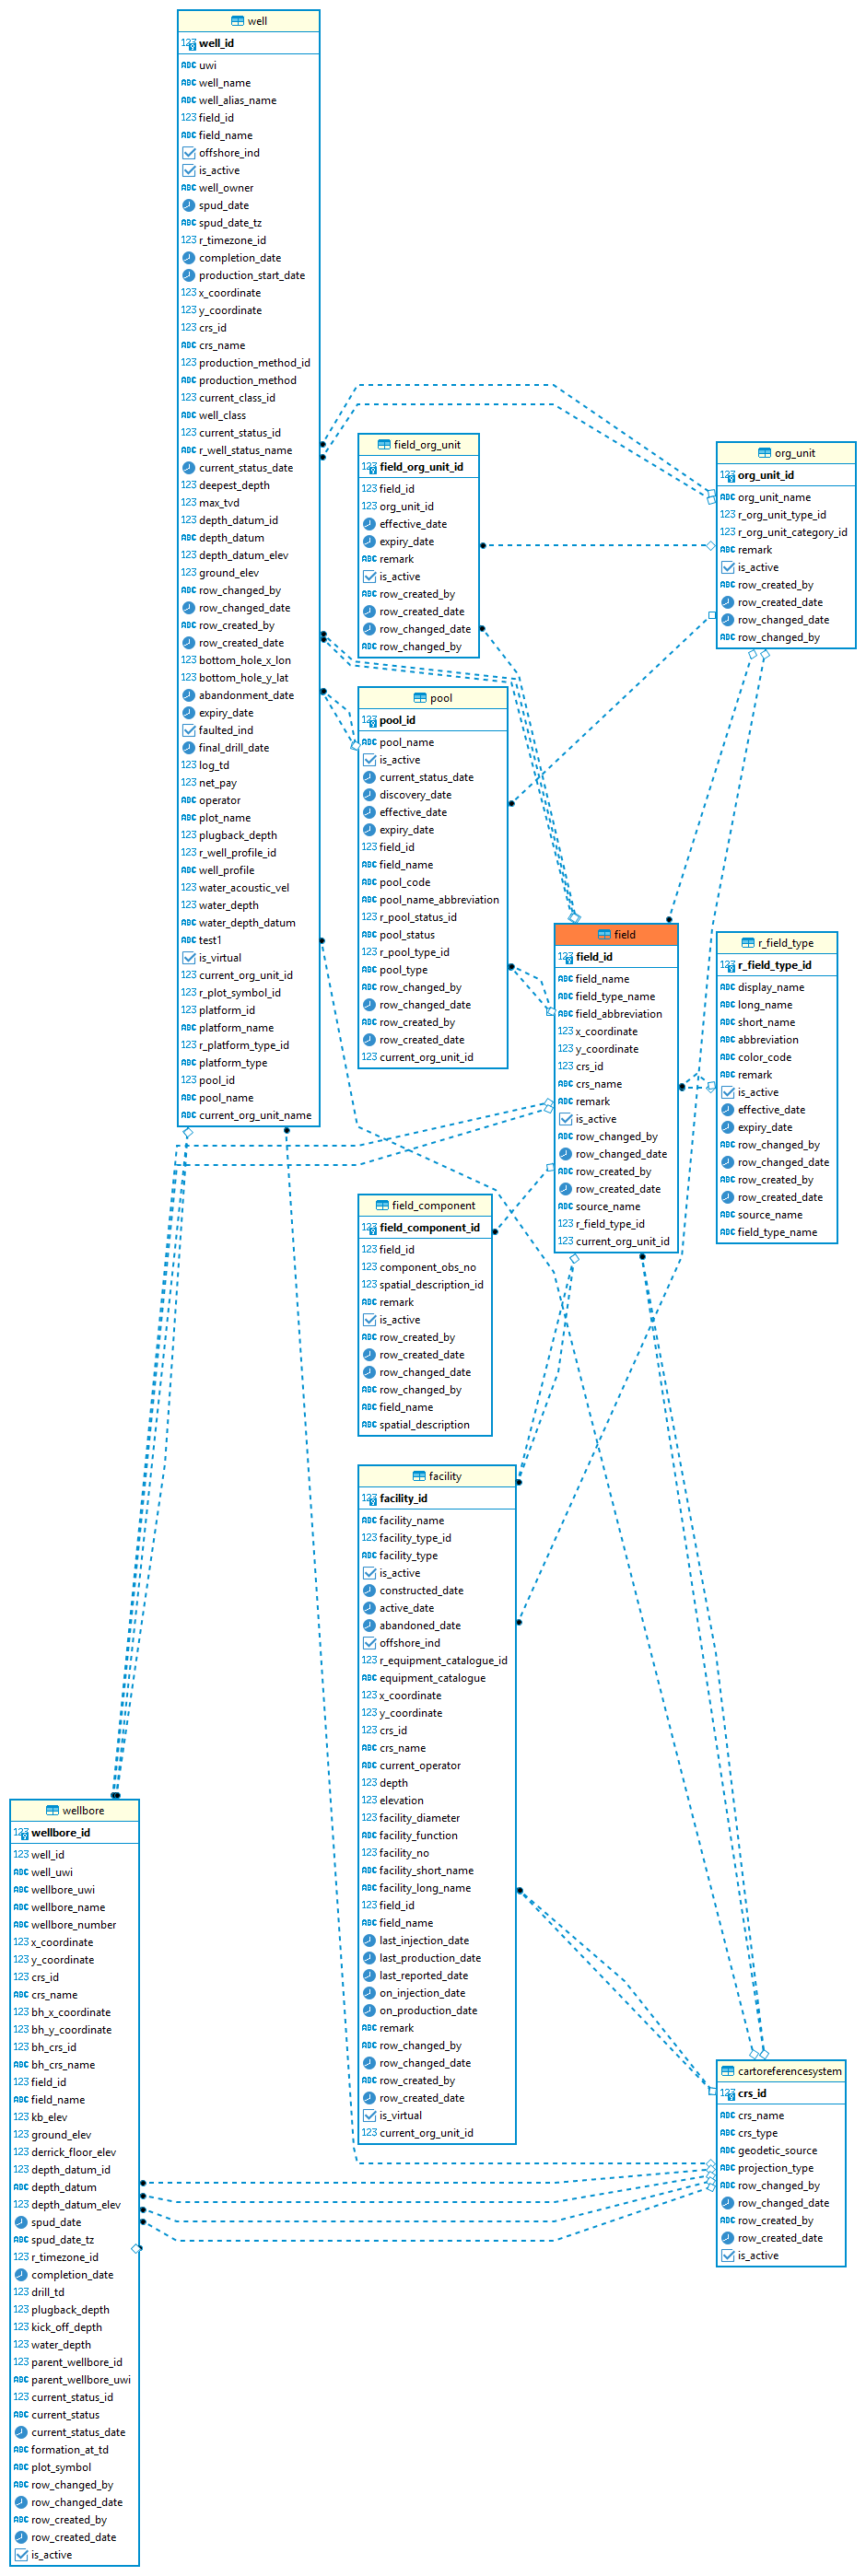 well
well_id
uwi
well_name
well_alias_name
field_id
field_name
offshore_ind
is_active
well_owner
spud_date
spud_date_tz
r_timezone_id
completion_date
production_start_date
x_coordinate
y_coordinate
crs_id
crs_name
production_method_id
production_method
current_class_id
well_class
current_status_id
r_well_status_name
current_status_date
deepest_depth
max_tvd
depth_datum_id
depth_datum
depth_datum_elev
ground_elev
row_changed_by
row_changed_date
row_created_by
row_created_date
bottom_hole_x_lon
bottom_hole_y_lat
abandonment_date
expiry_date
faulted_ind
final_drill_date
log_td
net_pay
operator
plot_name
plugback_depth
r_well_profile_id
well_profile
water_acoustic_vel
water_depth
water_depth_datum
test1
is_virtual
current_org_unit_id
r_plot_symbol_id
platform_id
platform_name
r_platform_type_id
platform_type
pool_id
pool_name
current_org_unit_name
field_org_unit
field_org_unit_id
field_id
org_unit_id
effective_date
expiry_date
remark
is_active
row_created_by
row_created_date
row_changed_date
row_changed_by
org_unit
org_unit_id
org_unit_name
r_org_unit_type_id
r_org_unit_category_id
remark
is_active
row_created_by
row_created_date
row_changed_date
row_changed_by
pool
pool_id
pool_name
is_active
current_status_date
discovery_date
effective_date
expiry_date
field_id
field_name
pool_code
pool_name_abbreviation
r_pool_status_id
pool_status
r_pool_type_id
pool_type
row_changed_by
row_changed_date
row_created_by
row_created_date
current_org_unit_id
field
field_id
field_name
field_type_name
field_abbreviation
x_coordinate
y_coordinate
crs_id
crs_name
remark
is_active
row_changed_by
row_changed_date
row_created_by
row_created_date
source_name
r_field_type_id
current_org_unit_id
r_field_type
r_field_type_id
display_name
long_name
short_name
abbreviation
color_code
remark
is_active
effective_date
expiry_date
row_changed_by
row_changed_date
row_created_by
row_created_date
source_name
field_type_name
field_component
field_component_id
field_id
component_obs_no
spatial_description_id
remark
is_active
row_created_by
row_created_date
row_changed_date
row_changed_by
field_name
spatial_description
facility
facility_id
facility_name
facility_type_id
facility_type
is_active
constructed_date
active_date
abandoned_date
offshore_ind
r_equipment_catalogue_id
equipment_catalogue
x_coordinate
y_coordinate
crs_id
crs_name
current_operator
depth
elevation
facility_diameter
facility_function
facility_no
facility_short_name
facility_long_name
field_id
field_name
last_injection_date
last_production_date
last_reported_date
on_injection_date
on_production_date
remark
row_changed_by
row_changed_date
row_created_by
row_created_date
is_virtual
current_org_unit_id
wellbore
wellbore_id
well_id
well_uwi
wellbore_uwi
wellbore_name
wellbore_number
x_coordinate
y_coordinate
crs_id
crs_name
bh_x_coordinate
bh_y_coordinate
bh_crs_id
bh_crs_name
field_id
field_name
kb_elev
ground_elev
derrick_floor_elev
depth_datum_id
depth_datum
depth_datum_elev
spud_date
spud_date_tz
r_timezone_id
completion_date
drill_td
plugback_depth
kick_off_depth
water_depth
parent_wellbore_id
parent_wellbore_uwi
current_status_id
current_status
current_status_date
formation_at_td
plot_symbol
row_changed_by
row_changed_date
row_created_by
row_created_date
is_active
cartoreferencesystem
crs_id
crs_name
crs_type
geodetic_source
projection_type
row_changed_by
row_changed_date
row_created_by
row_created_date
is_active